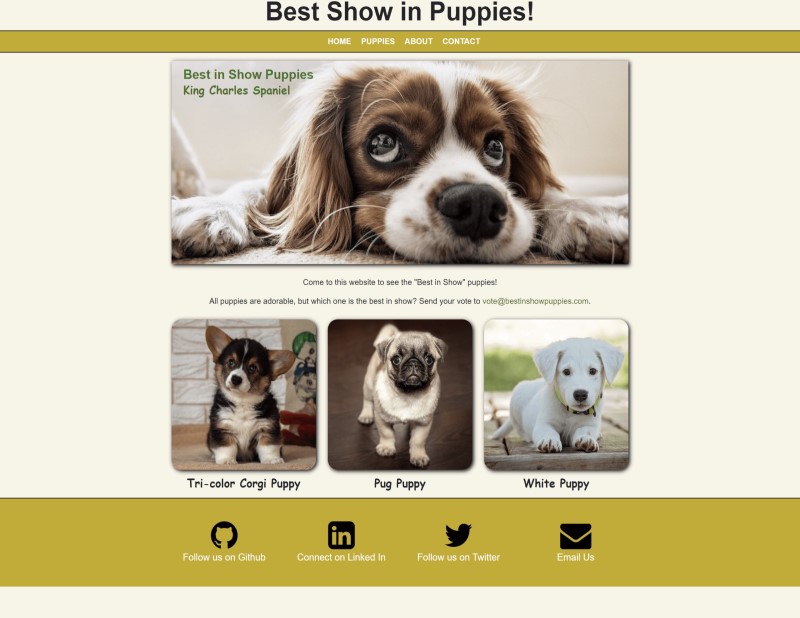 Best Show in Puppies!
HOME PUPPIES ABOUT CONTACT
Best in Show Puppies
King Charles Spaniel
Come to this website to see the "Best in Show" puppies!
All puppies are adorable, but which one is the best in show? Send your vote to vote@bestinshowpuppies.com.
Tri-color Corgi Puppy Pug Puppy White Puppy
Follow us on Github Connect on Linked In Follow us on Twitter Email Us